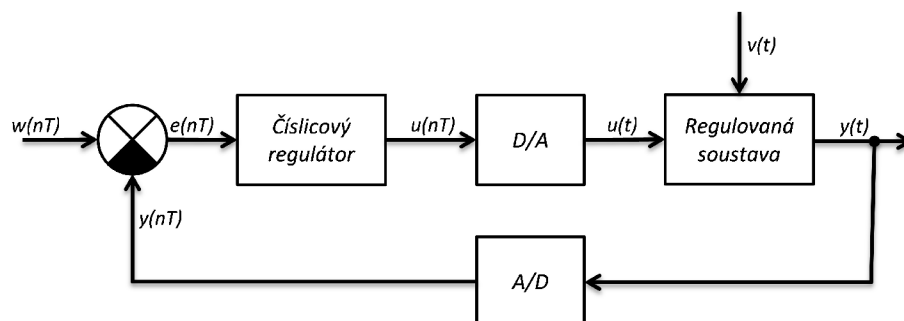 v(t)
w(nT)
e(nT)
Číslicový
regulátor
u(nT)
D/A
u(t)
Regulovaná
soustava
y(t)
y(nT)
A/D